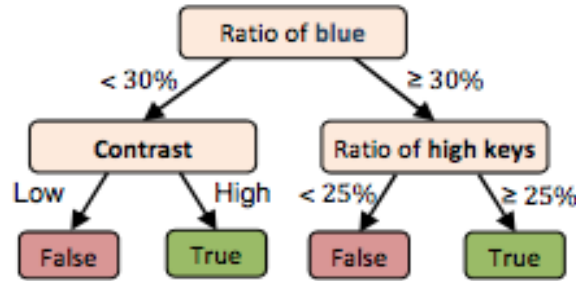 Ratio of blue
< 30%
≥ 30%
Contrast
Ratio of high keys
Low
High
< 25%
≥ 25%
False
True
False
True